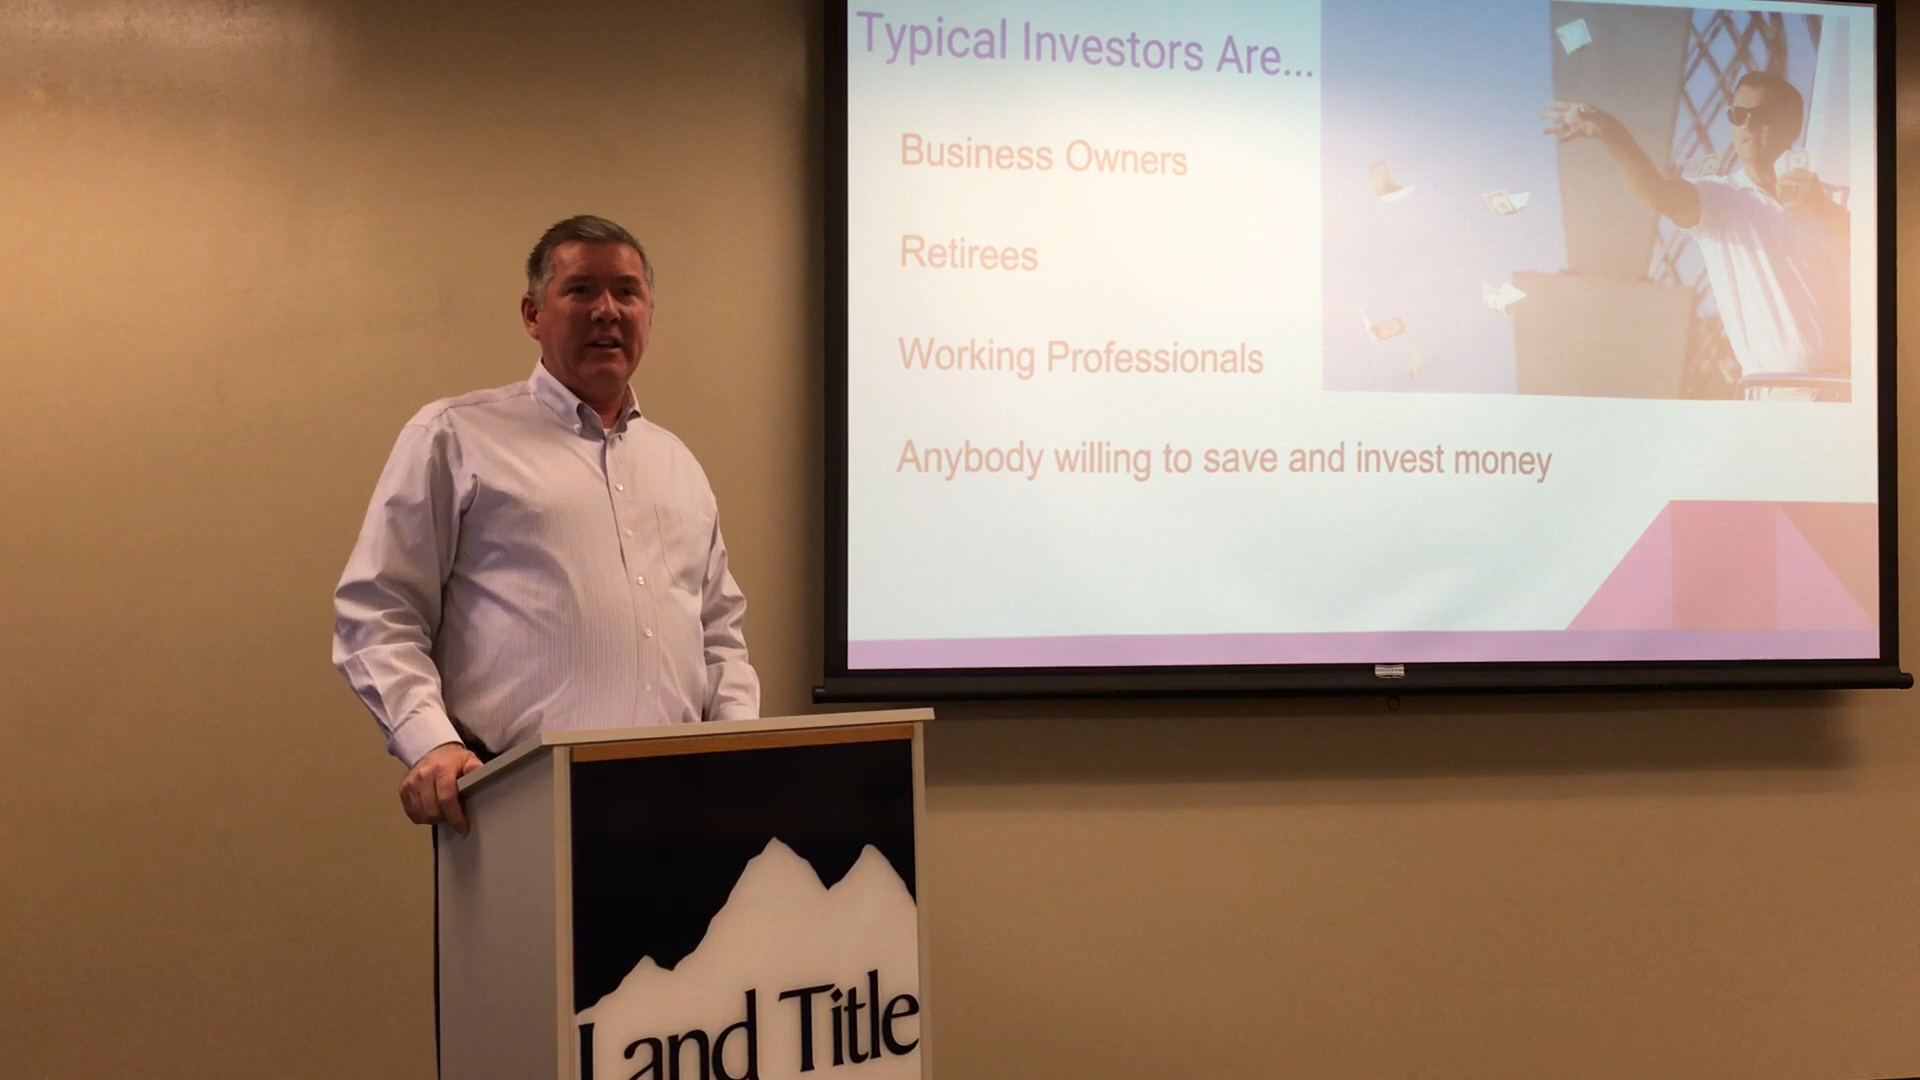 Typical Investors Are...
Business Owners
Retirees
Working Professionals
Anybody willing to save and invest money
Land Title